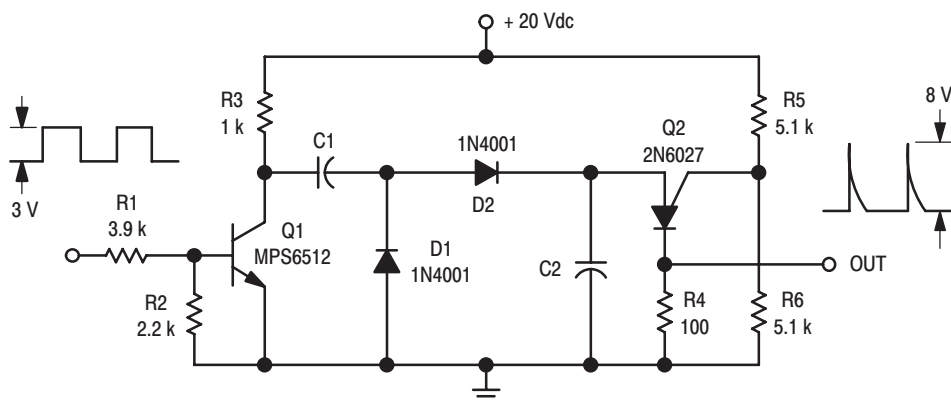 + 20 Vdc
R3
1 k
C1
1N4001
D2
Q2
2N6027
R5
5.1 k
8 V
3 V
R1
3.9 k
Q1
MPS6512
D1
1N4001
C2
OUT
R2
2.2 k
R4
100
R6
5.1 k